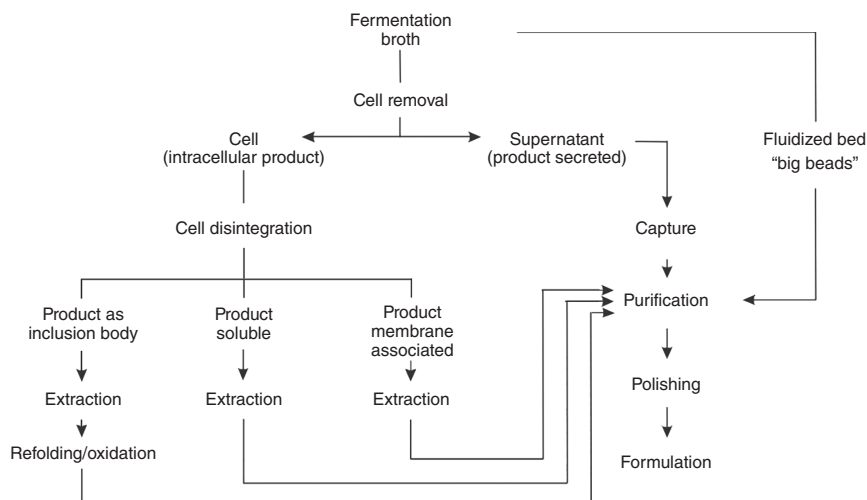 Fermentation
broth
Cell removal
Cell
(intracellular product)
Supernatant
(product secreted)
Fluidized bed
“big beads”
Cell disintegration
Capture
Product as
inclusion body
Product
soluble
Product
membrane
associated
Purification
Extraction
Extraction
Extraction
Polishing
Refolding/oxidation
Formulation